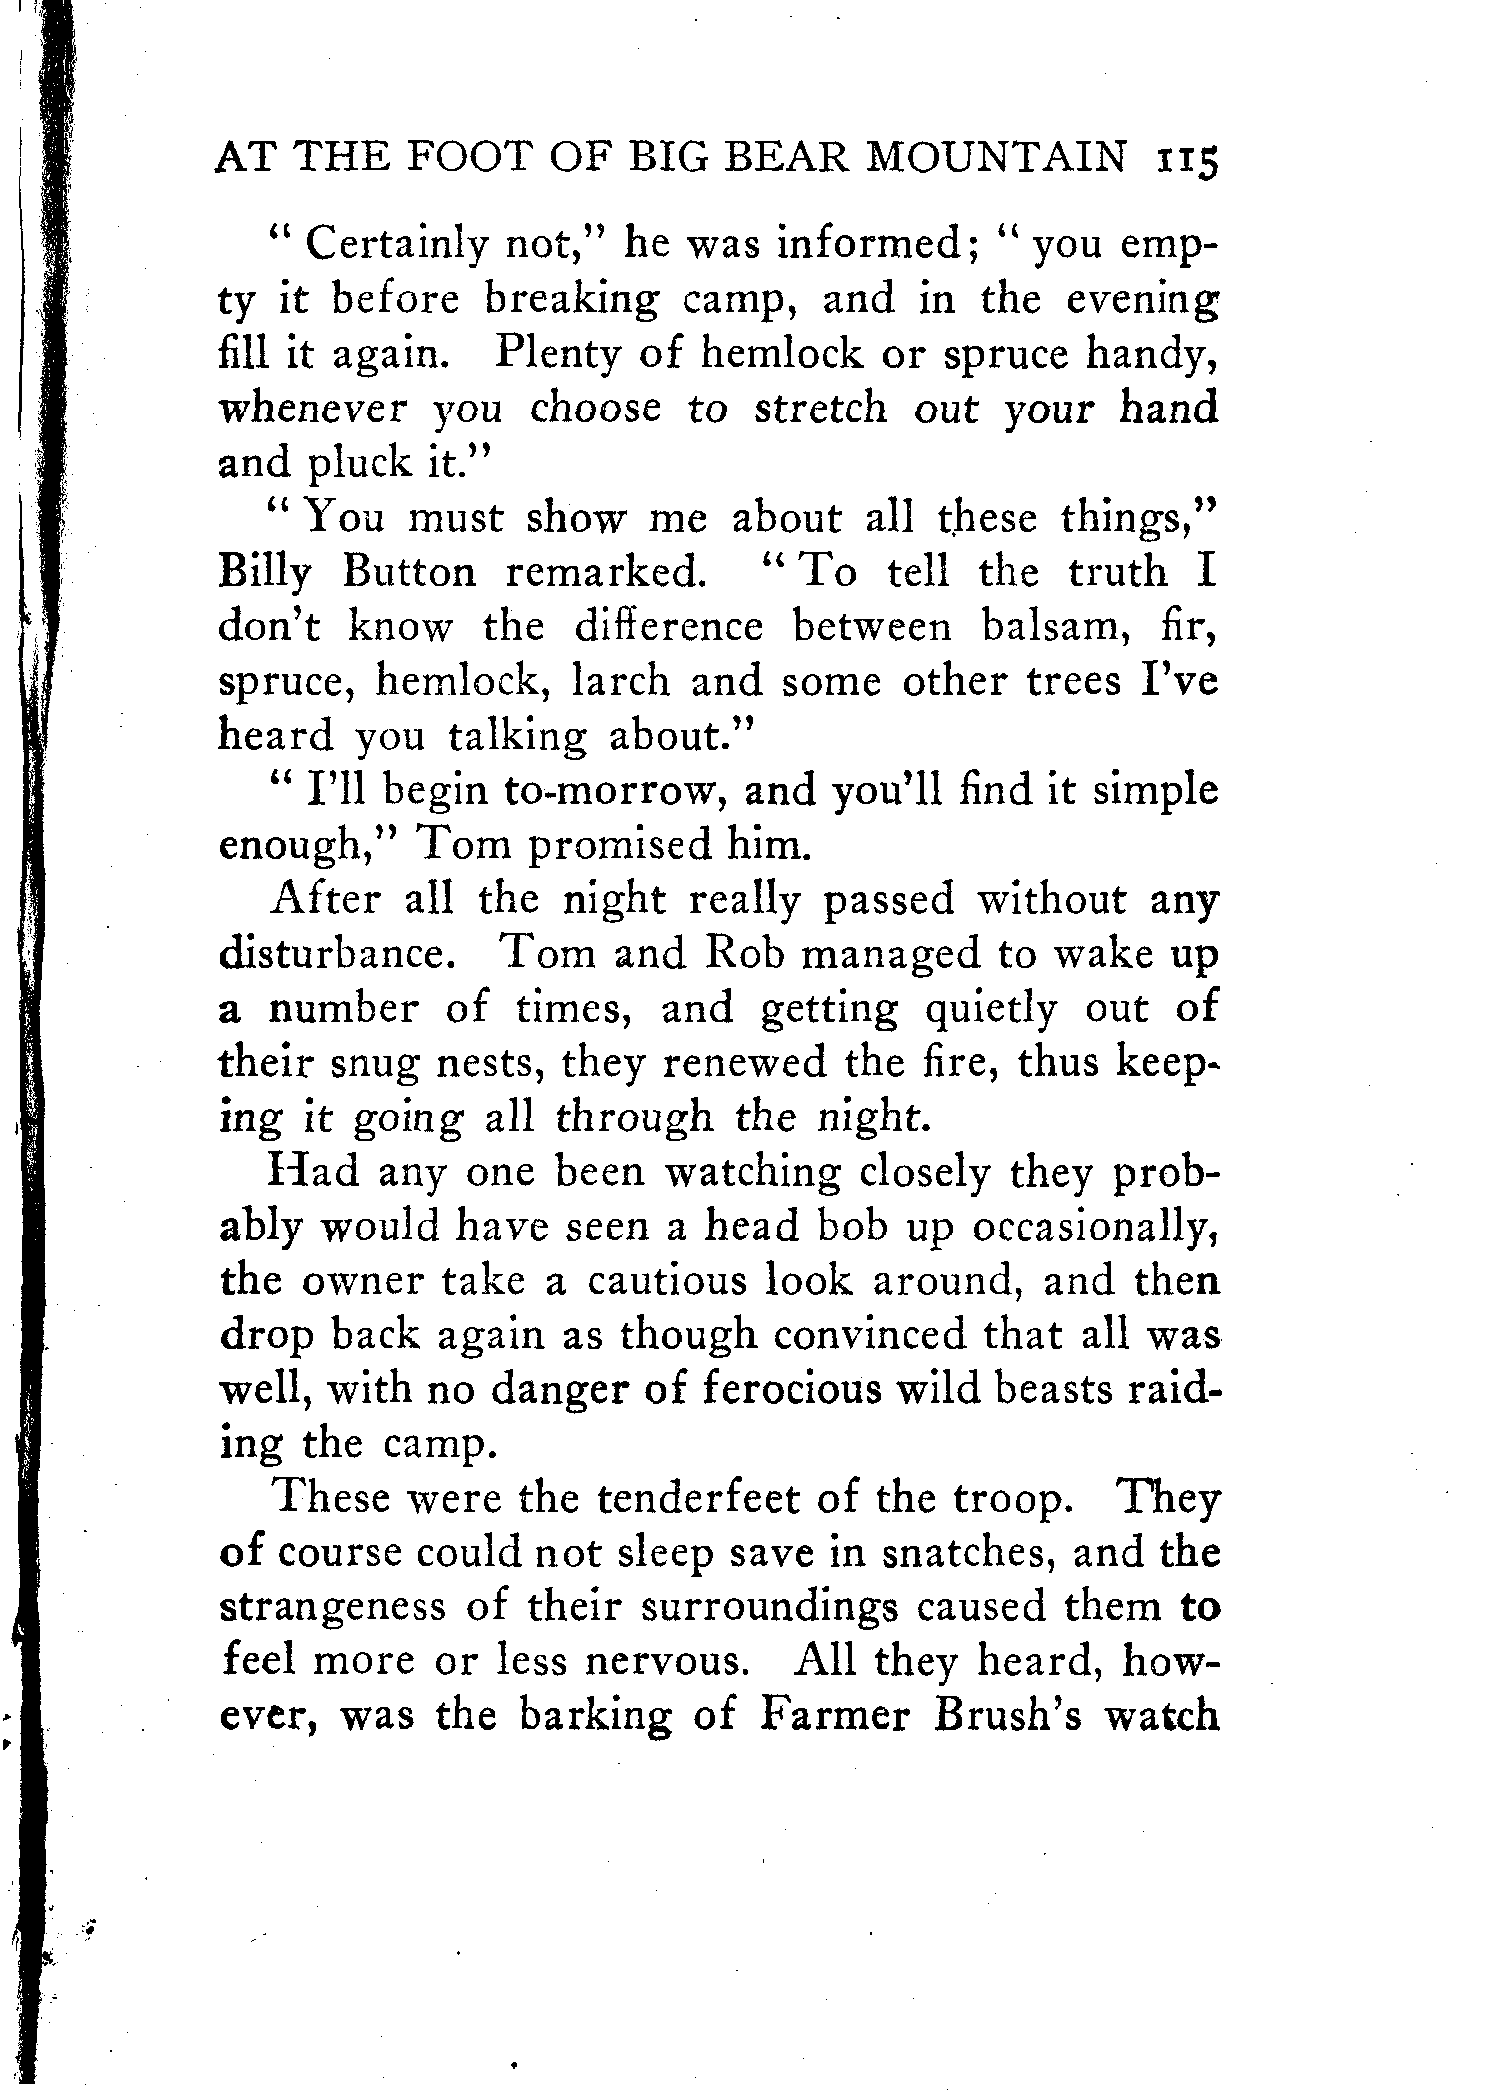 AT THE FOOT OF BIG BEAR MOUNTAIN 115
" Certainly not," he was informed; " you emp-
ty it before breaking camp, and in the evening
fill it again. Plenty of hemlock or spruce handy,
whenever you choose to stretch out your hand
and pluck it."
" You must show me about all these things,"
Billy Button remarked. " To tell the truth I
don't know the difference between balsam, fir,
spruce, hemlock, larch and some other trees I've
heard you talking about."
" I'll begin to-morrow, and you'll find it simple
enough," Tom promised him.
After all the night really passed without any
disturbance. Tom and Rob managed to wake up
a number of times, and getting quietly out of
their snug nests, they renewed the fire, thus keep-
ing it going all through the night.
Had any one been watching closely they prob-
ably would have seen a head bob up occasionally,
the owner take a cautious look around, and then
drop back again as though convinced that all was
well, with no danger of ferocious wild beasts raid-
ing the camp.
These were the tenderfeet of the troop. They
of course could not sleep save in snatches, and the
strangeness of their surroundings caused them to
feel more or less nervous. All they heard, how-
ever, was the barking of Farmer Brush's watch